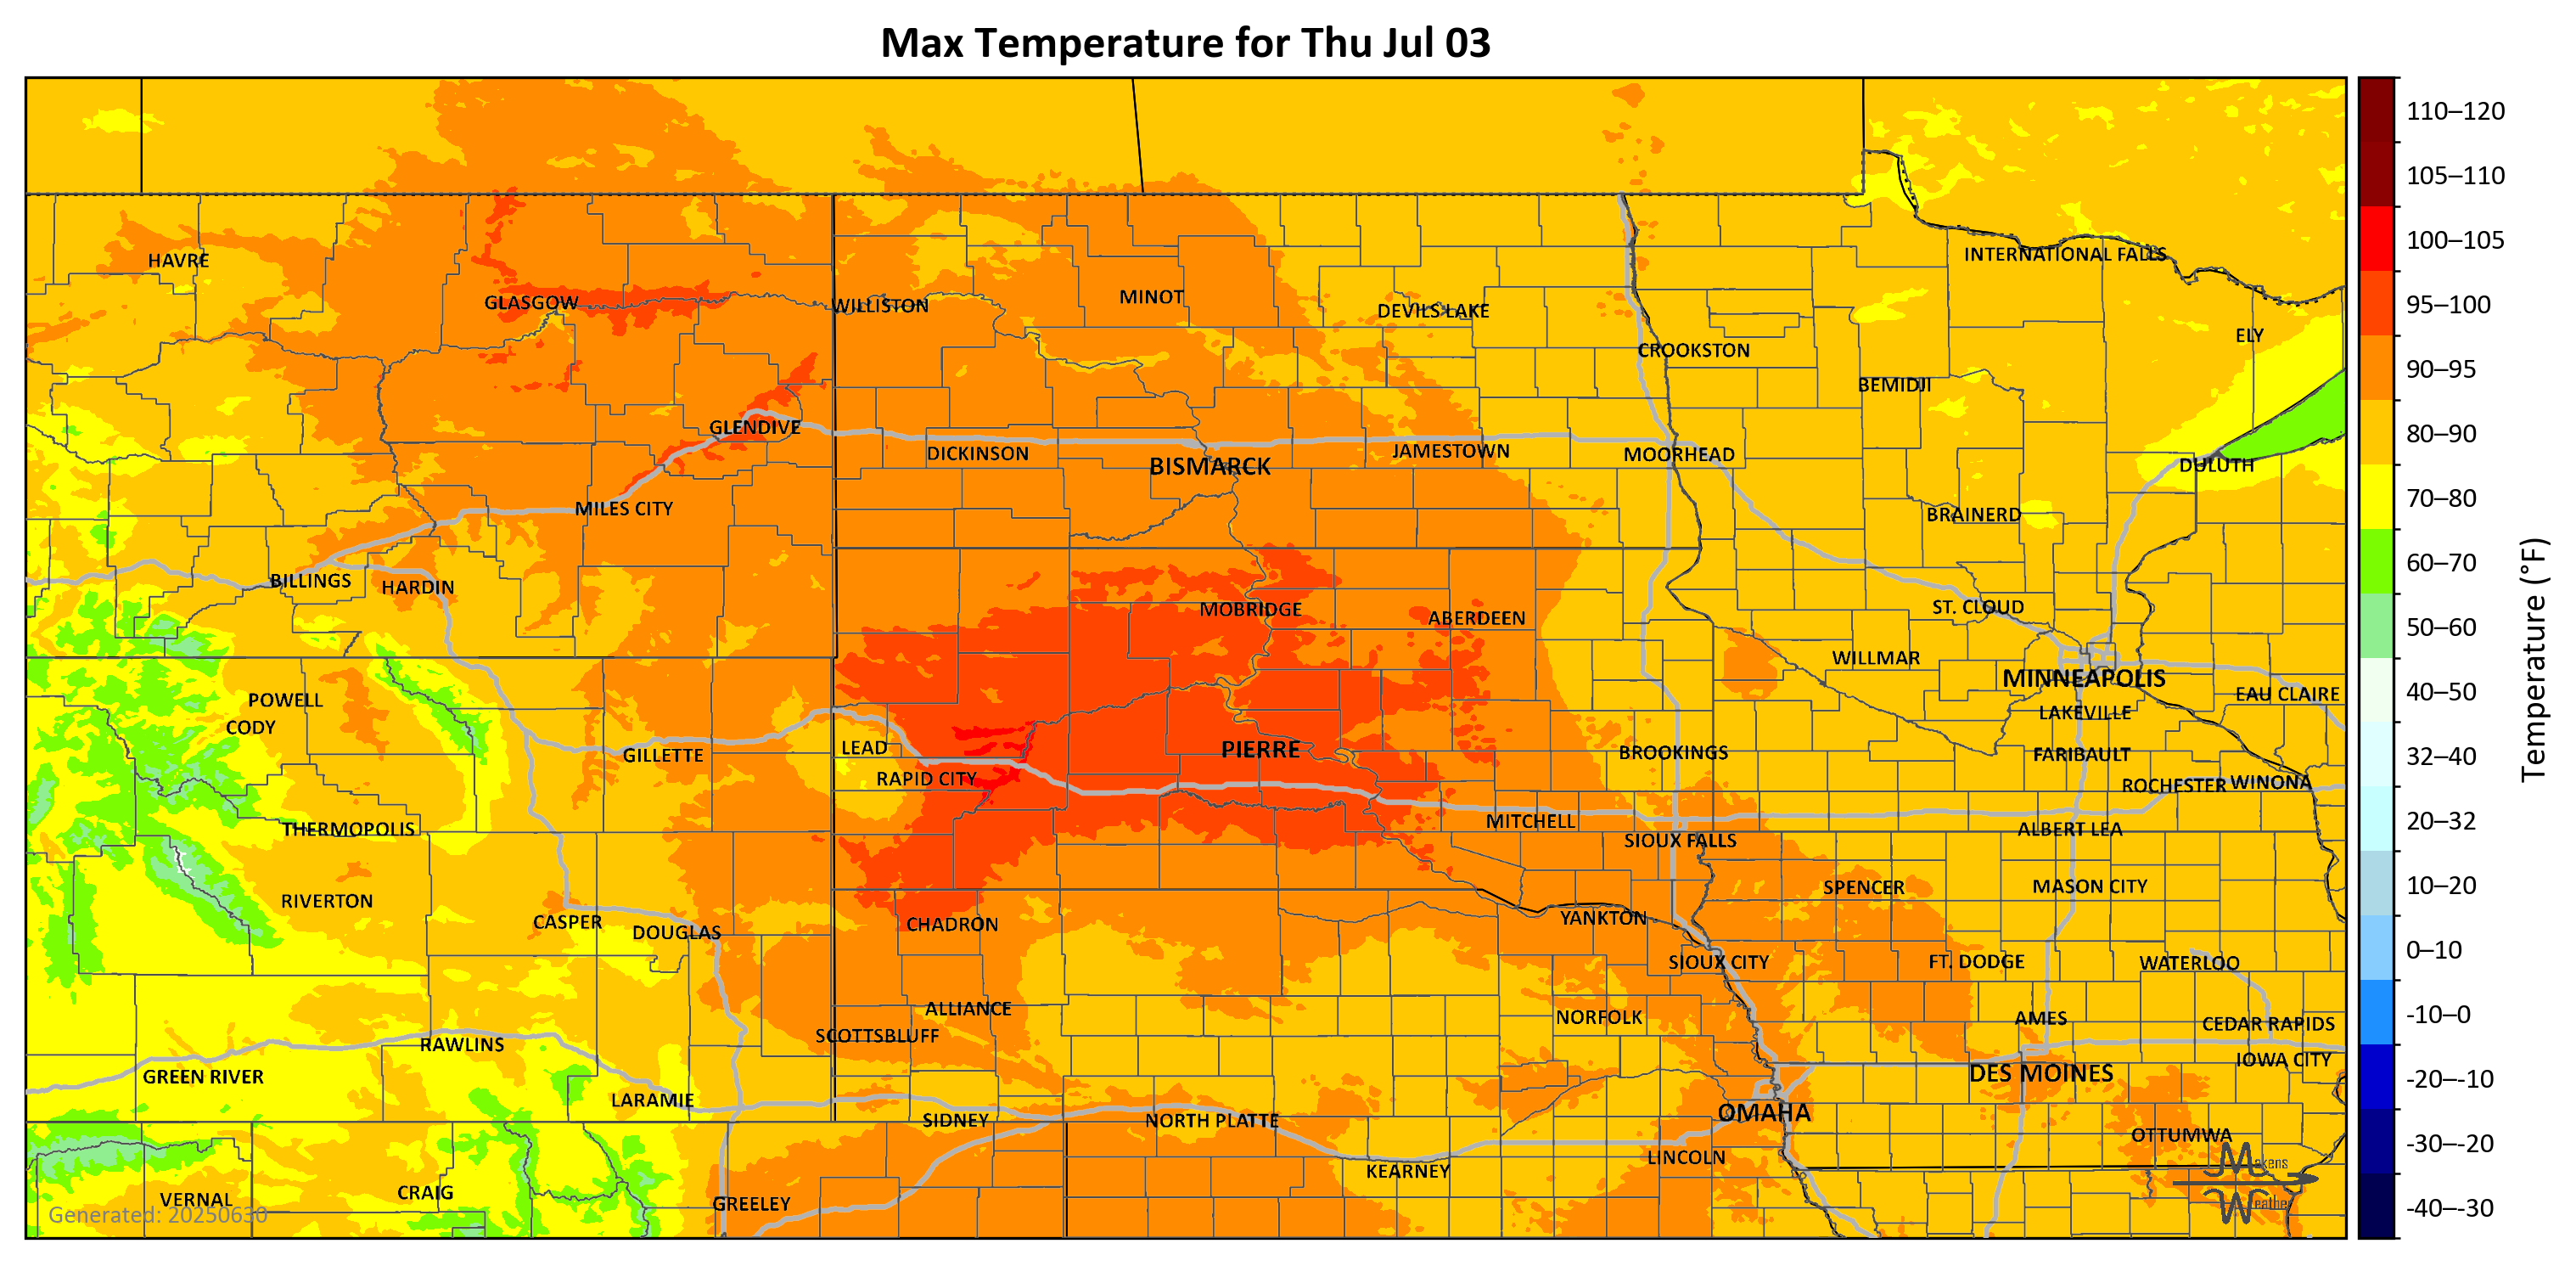 Max Temperature for Thu Jul 03
110–120
105–110
100–105
95–100
90–95
80–90
70–80
60–70
50–60
40–50
32–40
20–32
10–20
0–10
-10–0
-20–-10
-30–-20
-40–-30
Temperature (°F)
HAVRE
INTERNATIONAL FALLS
GLASGOW
WILLISTON
MINOT
DEVILS LAKE
ELY
CROOKSTON
BEMIDJI
GLENDIVE
DICKINSON
BISMARCK
JAMESTOWN
MOORHEAD
DULUTH
MILES CITY
BRAINERD
BILLINGS
HARDIN
MOBRIDGE
ABERDEEN
ST. CLOUD
WILLMAR
MINNEAPOLIS
POWELL
EAU CLAIRE
CODY
LAKEVILLE
GILLETTE
LEAD
PIERRE
BROOKINGS
FARIBAULT
RAPID CITY
ROCHESTER
WINONA
THERMOPOLIS
MITCHELL
SIOUX FALLS
ALBERT LEA
RIVERTON
SPENCER
MASON CITY
CASPER
DOUGLAS
CHADRON
YANKTON
SIOUX CITY
FT. DODGE
WATERLOO
ALLIANCE
NORFOLK
AMES
CEDAR RAPIDS
SCOTTSBLUFF
RAWLINS
IOWA CITY
GREEN RIVER
DES MOINES
LARAMIE
SIDNEY
NORTH PLATTE
OMAHA
OTTUMWA
LINCOLN
KEARNEY
VERNAL
CRAIG
GREELEY
Generated: 20250630
Makens
Weather